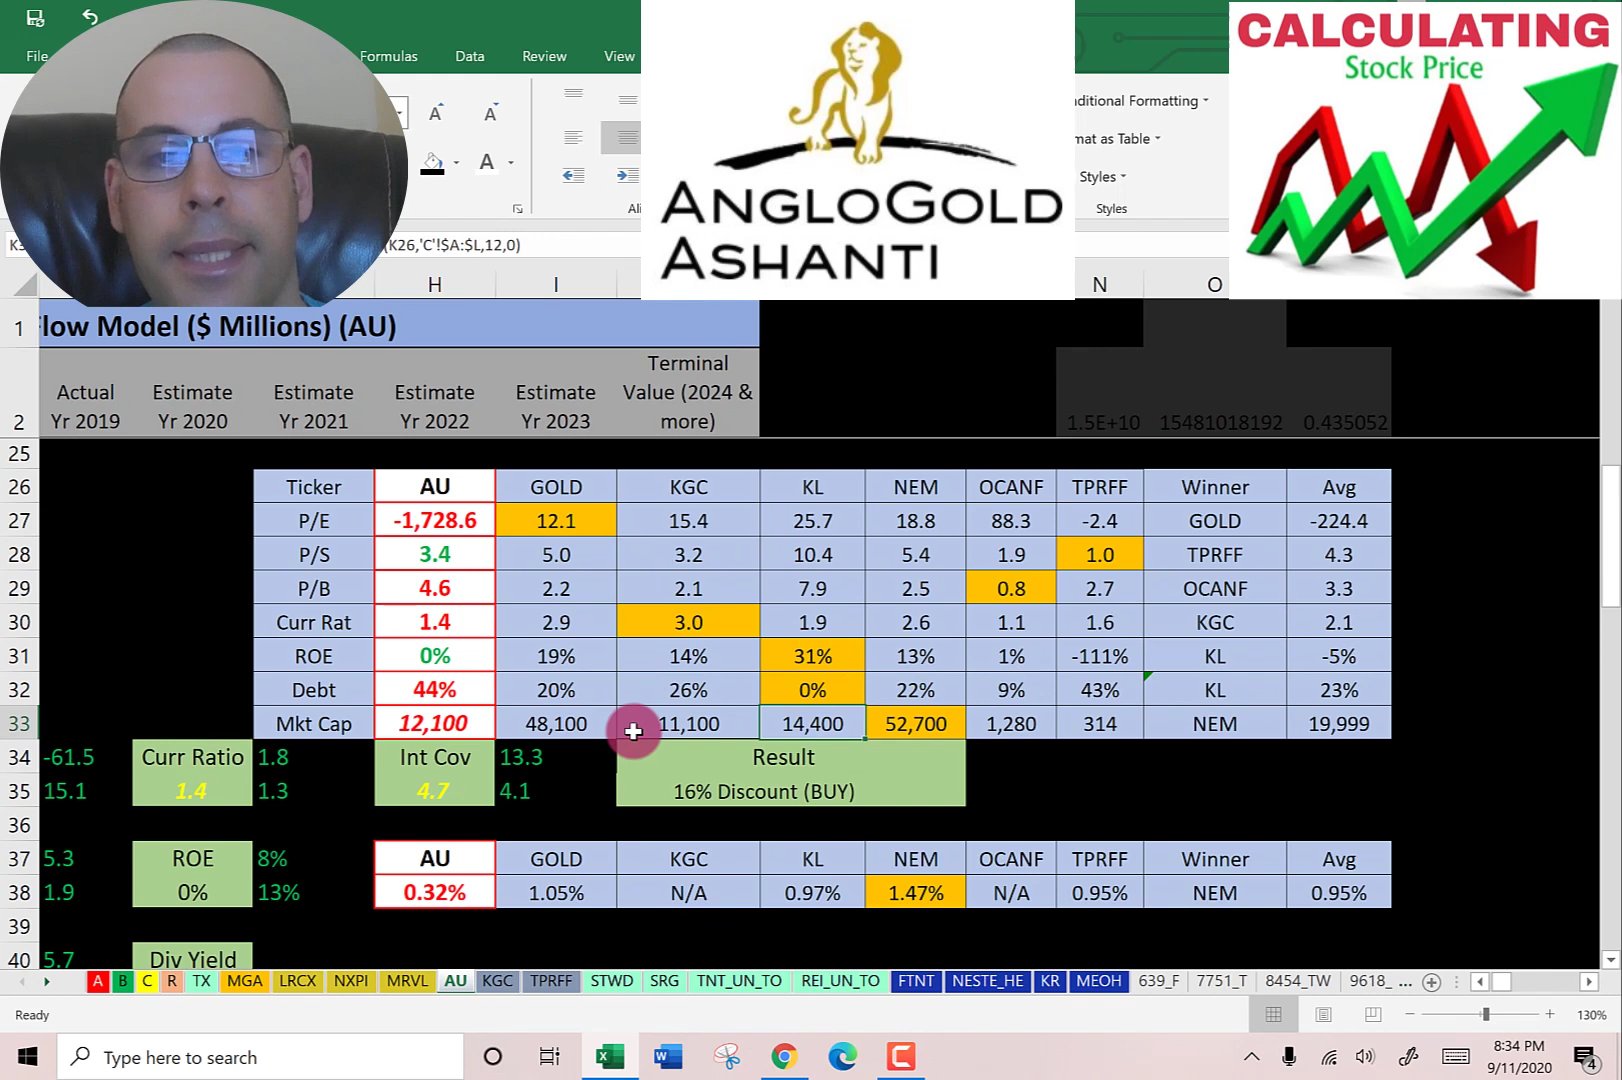 File
Formulas
Data
Review
View
A
A
A
Ali
nditional Formatting
mat as Table
Styles
Styles
ANGLOGOLD
ASHANTI
CALCULATING
Stock Price
(K26,'C'!$A:$L,12,0)
H I N O
1 low Model ($ Millions) (AU)
2 Actual Yr 2019 Estimate Yr 2020 Estimate Yr 2021 Estimate Yr 2022 Estimate Yr 2023 Terminal Value (2024 & more) 1.5E+10 15481018192 0.435052
25
26 Ticker AU GOLD KGC KL NEM OCANF TPRFF Winner Avg
27 P/E -1,728.6 12.1 15.4 25.7 18.8 88.3 -2.4 GOLD -224.4
28 P/S 3.4 5.0 3.2 10.4 5.4 1.9 1.0 TPRFF 4.3
29 P/B 4.6 2.2 2.1 7.9 2.5 0.8 2.7 OCANF 3.3
30 Curr Rat 1.4 2.9 3.0 1.9 2.6 1.1 1.6 KGC 2.1
31 ROE 0% 19% 14% 31% 13% 1% -111% KL -5%
32 Debt 44% 20% 26% 0% 22% 9% 43% KL 23%
33 Mkt Cap 12,100 48,100 11,100 14,400 52,700 1,280 314 NEM 19,999
34 -61.5 Curr Ratio 1.8 Int Cov 13.3 Result
35 15.1 1.4 1.3 4.7 4.1 16% Discount (BUY)
36
37 5.3 ROE 8% AU GOLD KGC KL NEM OCANF TPRFF Winner Avg
38 1.9 0% 13% 0.32% 1.05% N/A 0.97% 1.47% N/A 0.95% NEM 0.95%
39
40 5.7 Div Yield
A B C R TX MGA LRCX NXPI MRVL AU KGC TPRFF STWD SRG TNT_UN_TO REI_UN_TO FTNT NESTE_HE KR MEOH 639_F 7751_T 8454_TW 9618_ ...
Ready 130%
Type here to search
8:34 PM
9/11/2020
4